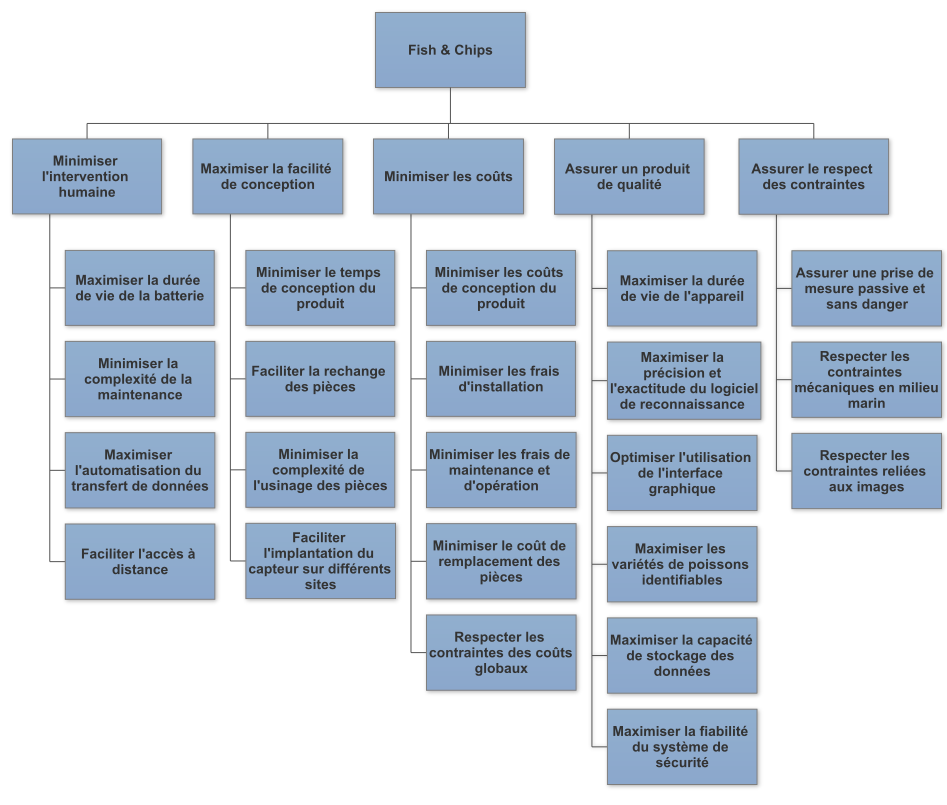 Fish & Chips
Minimiser
l'intervention
humaine
Maximiser la facilité
de conception
Minimiser les coûts
Assurer un produit
de qualité
Assurer le respect
des contraintes
Maximiser la durée
de vie de la batterie
Minimiser la
complexité de la
maintenance
Maximiser
l'automatisation du
transfert de données
Faciliter l'accès à
distance
Minimiser le temps
de conception du
produit
Faciliter la rechange
des pièces
Minimiser la
complexité de
l'usinage des pièces
Faciliter
l'implantation du
capteur sur différents
sites
Minimiser les coûts
de conception du
produit
Minimiser les frais
d'installation
Minimiser les frais de
maintenance et
d'opération
Minimiser le coût de
remplacement des
pièces
Respecter les
contraintes des coûts
globaux
Maximiser la durée
de vie de l'appareil
Maximiser la
précision et
l'exactitude du logiciel
de reconnaissance
Optimiser l'utilisation
de l'interface
graphique
Maximiser les
variétés de poissons
identifiables
Maximiser la capacité
de stockage des
données
Maximiser la fiabilité
du système de
sécurité
Assurer une prise de
mesure passive et
sans danger
Respecter les
contraintes
mécaniques en milieu
marin
Respecter les
contraintes reliées
aux images